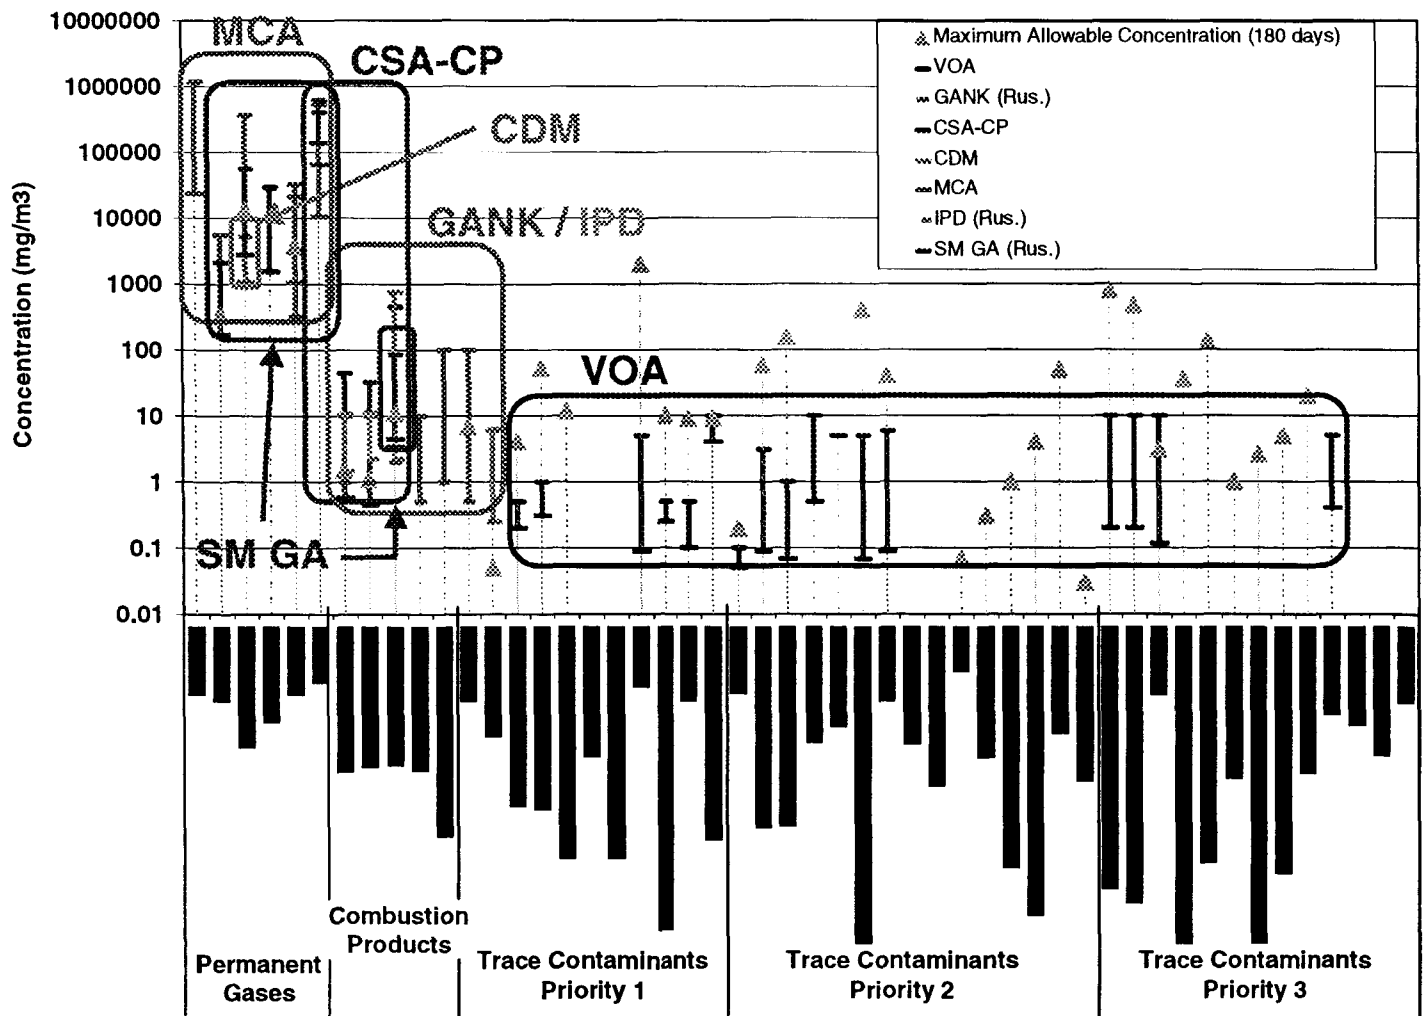 10000000
1000000
100000
10000
1000
100
10
1
0.1
0.01
Concentration (mg/m3)
MCA
CSA-CP
CDM
GANK / IPD
VOA
SM GA
Maximum Allowable Concentration (180 days)
VOA
GANK (Rus.)
CSA-CP
CDM
MCA
IPD (Rus.)
SM GA (Rus.)
Permanent
Gases
Combustion
Products
Trace Contaminants
Priority 1
Trace Contaminants
Priority 2
Trace Contaminants
Priority 3